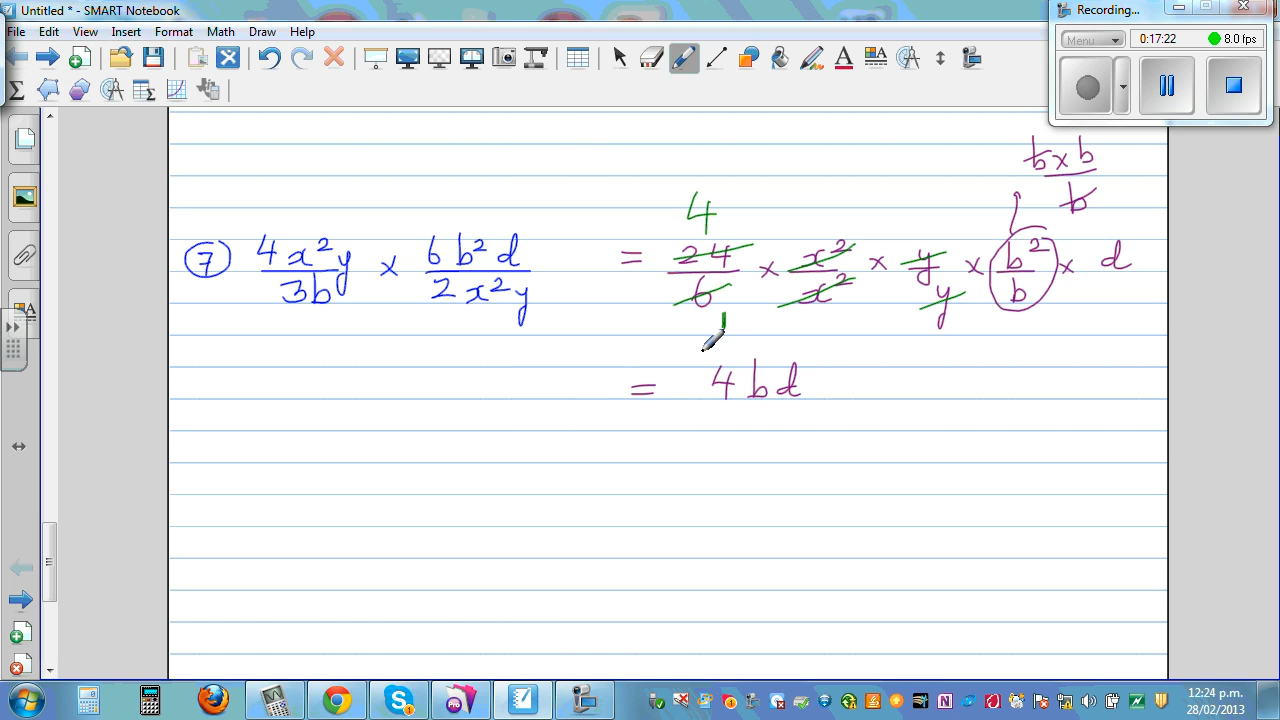 Untitled * - SMART Notebook
Recording...
File Edit View Insert Format Math Draw Help
Menu 0:17:22 8.0 fps
b × b
b
4
⑦ 4x²y/3b × 6b²d/2x²y = 24/6 × x²/x² × y/y × b²/b × d
1
= 4bd
12:24 p.m.
28/02/2013